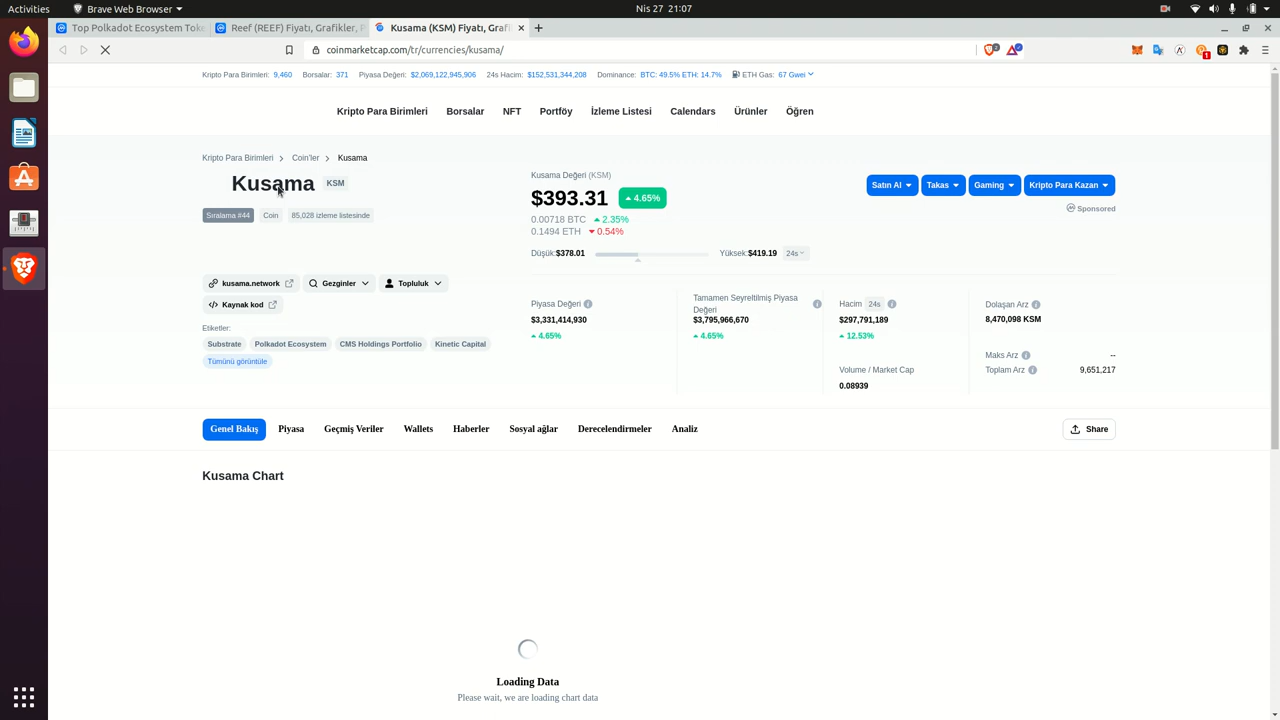 Brave Web Browser
Nis 27 21:07
Top Polkadot Ecosystem Toke
Reef (REEF) Fiyatı, Grafikler, P
Kusama (KSM) Fiyatı, Grafi
coinmarketcap.com/tr/currencies/kusama/
2
1
Kripto Para Birimleri: 9,460 Borsalar: 371 Piyasa Değeri: $2,069,122,945,906 24s Hacim: $152,531,344,208 Dominance: BTC: 49.5% ETH: 14.7% ETH Gas: 67 Gwei
Kripto Para Birimleri Borsalar NFT Portföy İzleme Listesi Calendars Ürünler Öğren
Kripto Para Birimleri Coin'ler Kusama
Kusama KSM
Sıralama #44 Coin 85,028 izleme listesinde
Kusama Değeri (KSM)
$393.31 4.65%
0.00718 BTC 2.35%
0.1494 ETH 0.54%
Düşük:$378.01 Yüksek:$419.19 24s
Satın Al Takas Gaming Kripto Para Kazan
Sponsored
kusama.network Gezginler Topluluk
Kaynak kod
Etiketler:
Substrate Polkadot Ecosystem CMS Holdings Portfolio Kinetic Capital
Tümünü görüntüle
Piyasa Değeri
$3,331,414,930
4.65%
Tamamen Seyreltilmiş Piyasa
Değeri
$3,795,966,670
4.65%
Hacim 24s
$297,791,189
12.53%
Volume / Market Cap
0.08939
Dolaşan Arz
8,470,098 KSM
Maks Arz --
Toplam Arz 9,651,217
Genel Bakış Piyasa Geçmiş Veriler Wallets Haberler Sosyal ağlar Derecelendirmeler Analiz
Share
Kusama Chart
Loading Data
Please wait, we are loading chart data